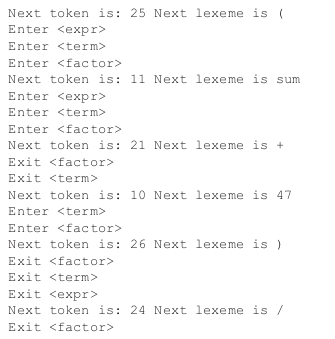 Next token is: 25 Next lexeme is (
Enter <expr>
Enter <term>
Enter <factor>
Next token is: 11 Next lexeme is sum
Enter <expr>
Enter <term>
Enter <factor>
Next token is: 21 Next lexeme is +
Exit <factor>
Exit <term>
Next token is: 10 Next lexeme is 47
Enter <term>
Enter <factor>
Next token is: 26 Next lexeme is )
Exit <factor>
Exit <term>
Exit <expr>
Next token is: 24 Next lexeme is /
Exit <factor>